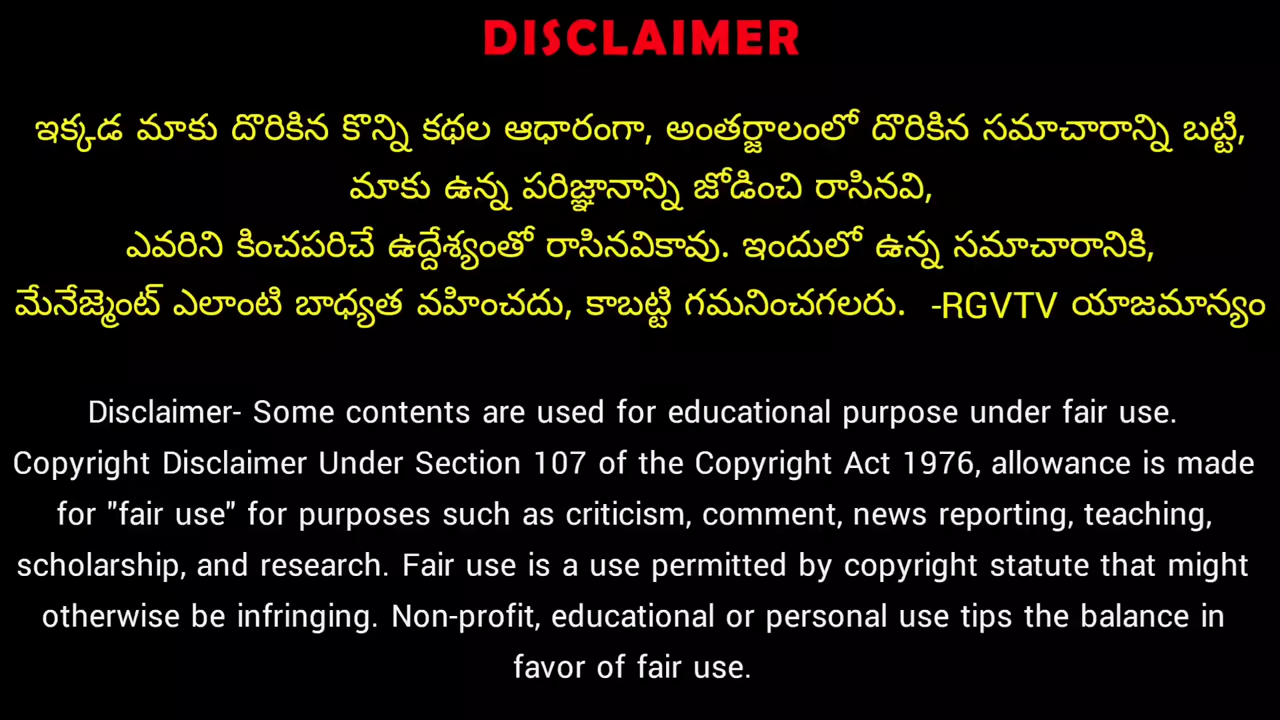 DISCLAIMER
ఇక్కడ మాకు దొరికిన కొన్ని కథల ఆధారంగా, అంతర్జాలంలో దొరికిన సమాచారాన్ని బట్టి,
మాకు ఉన్న పరిజ్ఞానాన్ని జోడించి రాసినవి,
ఎవరిని కించపరిచే ఉద్దేశ్యంతో రాసినవికావు. ఇందులో ఉన్న సమాచారానికి,
మేనేజ్మెంట్ ఎలాంటి బాధ్యత వహించదు, కాబట్టి గమనించగలరు. -RGVTV యాజమాన్యం
Disclaimer- Some contents are used for educational purpose under fair use.
Copyright Disclaimer Under Section 107 of the Copyright Act 1976, allowance is made
for "fair use" for purposes such as criticism, comment, news reporting, teaching,
scholarship, and research. Fair use is a use permitted by copyright statute that might
otherwise be infringing. Non-profit, educational or personal use tips the balance in
favor of fair use.